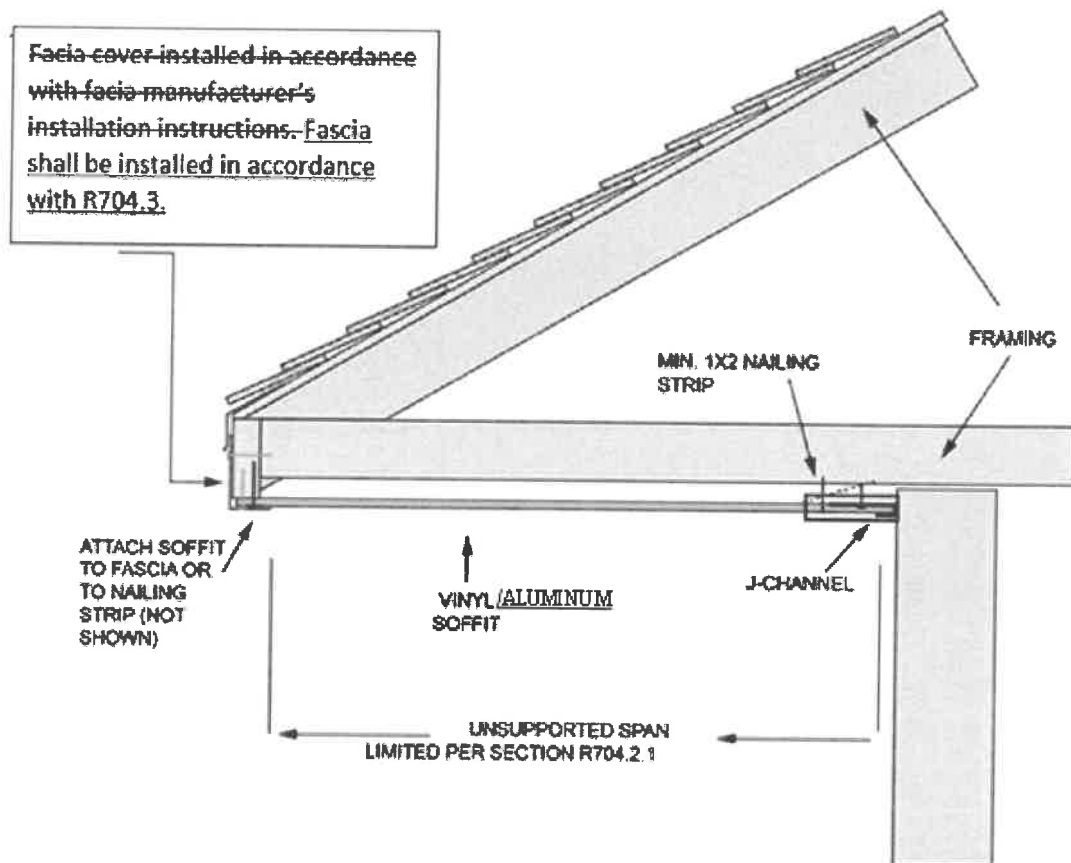 Facia cover installed in accordance
with facia manufacturer's
installation instructions. Fascia
shall be installed in accordance
with R704.3.
FRAMING
MIN. 1X2 NAILING
STRIP
ATTACH SOFFIT
TO FASCIA OR
TO NAILING
STRIP (NOT
SHOWN)
VINYL/ALUMINUM
SOFFIT
J-CHANNEL
UNSUPPORTED SPAN
LIMITED PER SECTION R704.2.1